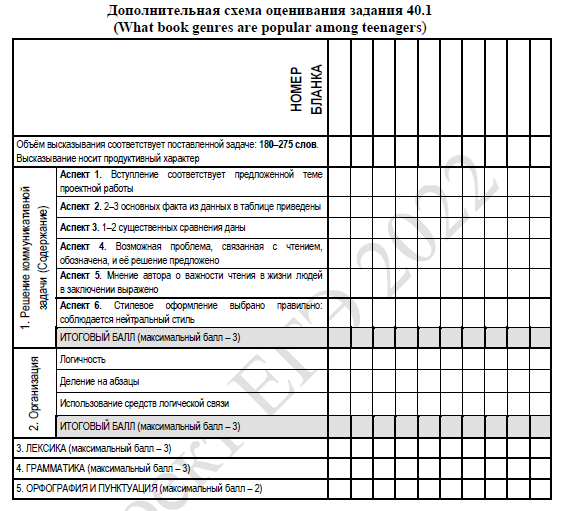 Дополнительная схема оценивания задания 40.1
(What book genres are popular among teenagers)
НОМЕР
БЛАНКА
Объём высказывания соответствует поставленной задаче: 180–275 слов.
Высказывание носит продуктивный характер
1. Решение коммуникативной
задачи (Содержание)
Аспект 1. Вступление соответствует предложенной теме
проектной работы
Аспект 2. 2–3 основных факта из данных в таблице приведены
Аспект 3. 1–2 существенных сравнения даны
Аспект 4. Возможная проблема, связанная с чтением,
обозначена, и её решение предложено
Аспект 5. Мнение автора о важности чтения в жизни людей
в заключении выражено
Аспект 6. Стилевое оформление выбрано правильно:
соблюдается нейтральный стиль
ИТОГОВЫЙ БАЛЛ (максимальный балл – 3)
2. Организация
Логичность
Деление на абзацы
Использование средств логической связи
ИТОГОВЫЙ БАЛЛ (максимальный балл – 3)
3. ЛЕКСИКА (максимальный балл – 3)
4. ГРАММАТИКА (максимальный балл – 3)
5. ОРФОГРАФИЯ И ПУНКТУАЦИЯ (максимальный балл – 2)
ект ЕГЭ 2022